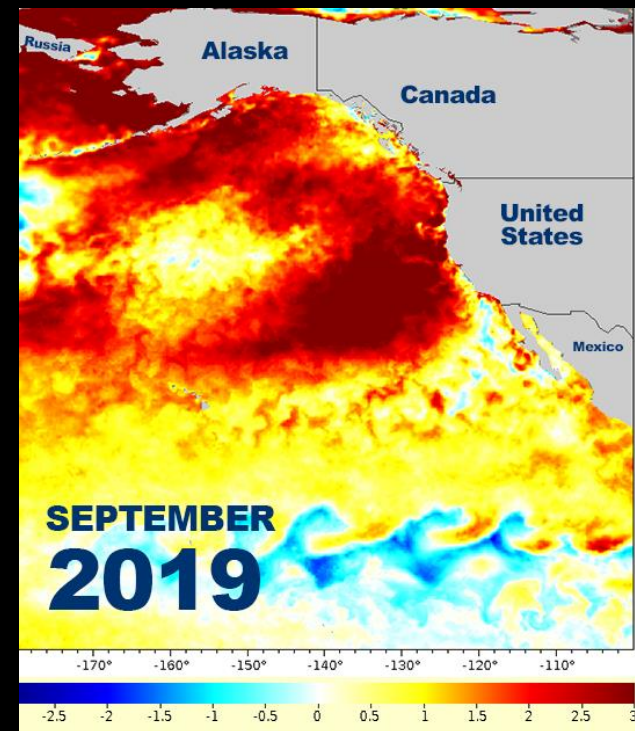 Russia
Alaska
Canada
United
States
Mexico
SEPTEMBER
2019
-170° -160° -150° -140° -130° -120° -110°
-2.5 -2 -1.5 -1 -0.5 0 0.5 1 1.5 2 2.5 3